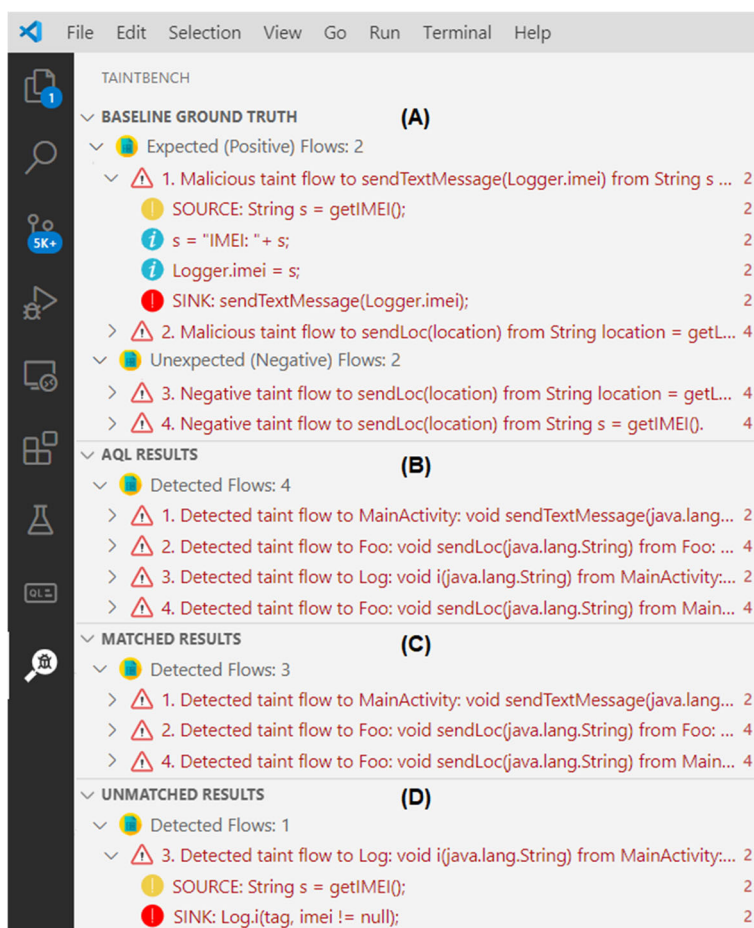 File Edit Selection View Go Run Terminal Help
TAINTBENCH
BASELINE GROUND TRUTH (A)
Expected (Positive) Flows: 2
1. Malicious taint flow to sendTextMessage(Logger.imei) from String s ... 2
SOURCE: String s = getIMEI(); 2
s = "IMEI: "+ s; 2
Logger.imei = s; 2
SINK: sendTextMessage(Logger.imei); 2
2. Malicious taint flow to sendLoc(location) from String location = getL... 4
Unexpected (Negative) Flows: 2
3. Negative taint flow to sendLoc(location) from String location = getL... 4
4. Negative taint flow to sendLoc(location) from String s = getIMEI(). 4
AQL RESULTS (B)
Detected Flows: 4
1. Detected taint flow to MainActivity: void sendTextMessage(java.lang... 2
2. Detected taint flow to Foo: void sendLoc(java.lang.String) from Foo: ... 4
3. Detected taint flow to Log: void i(java.lang.String) from MainActivity:... 2
4. Detected taint flow to Foo: void sendLoc(java.lang.String) from Main... 4
MATCHED RESULTS (C)
Detected Flows: 3
1. Detected taint flow to MainActivity: void sendTextMessage(java.lang... 2
2. Detected taint flow to Foo: void sendLoc(java.lang.String) from Foo: ... 4
4. Detected taint flow to Foo: void sendLoc(java.lang.String) from Main... 4
UNMATCHED RESULTS (D)
Detected Flows: 1
3. Detected taint flow to Log: void i(java.lang.String) from MainActivity:... 2
SOURCE: String s = getIMEI(); 2
SINK: Log.i(tag, imei != null); 2
1
5K+
QL